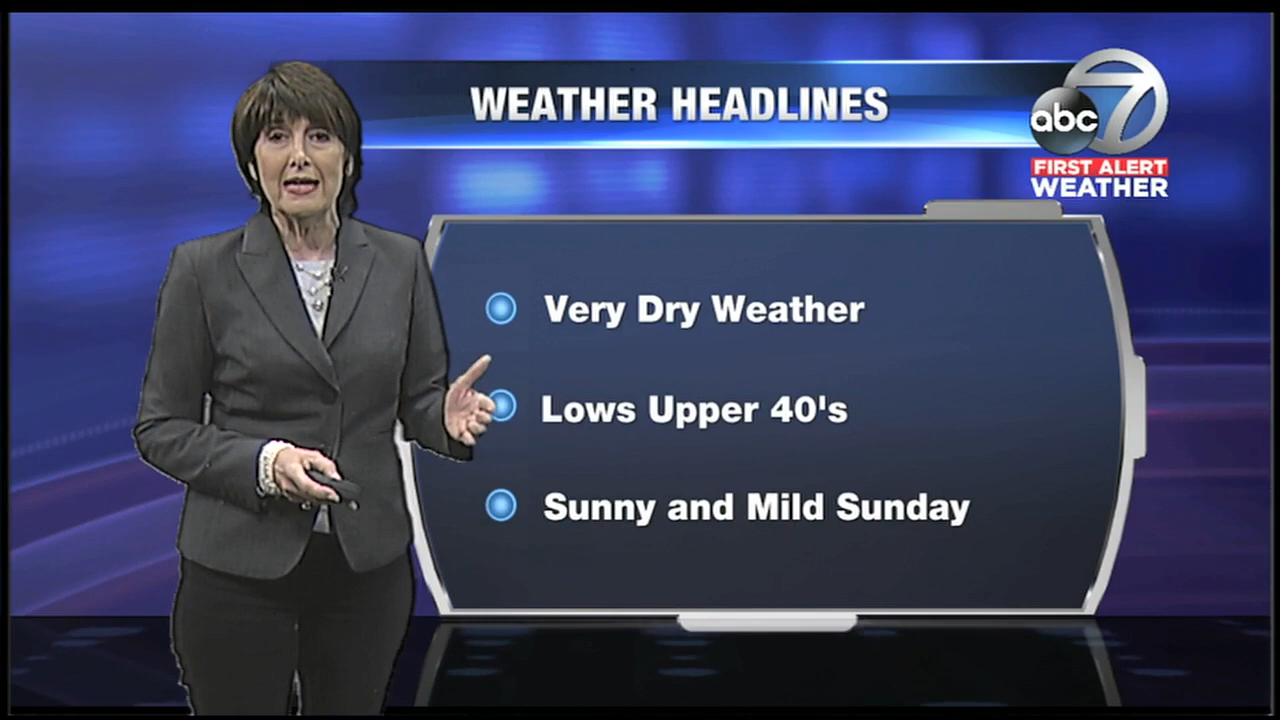 WEATHER HEADLINES
abc 7
FIRST ALERT
WEATHER
Very Dry Weather
Lows Upper 40's
Sunny and Mild Sunday